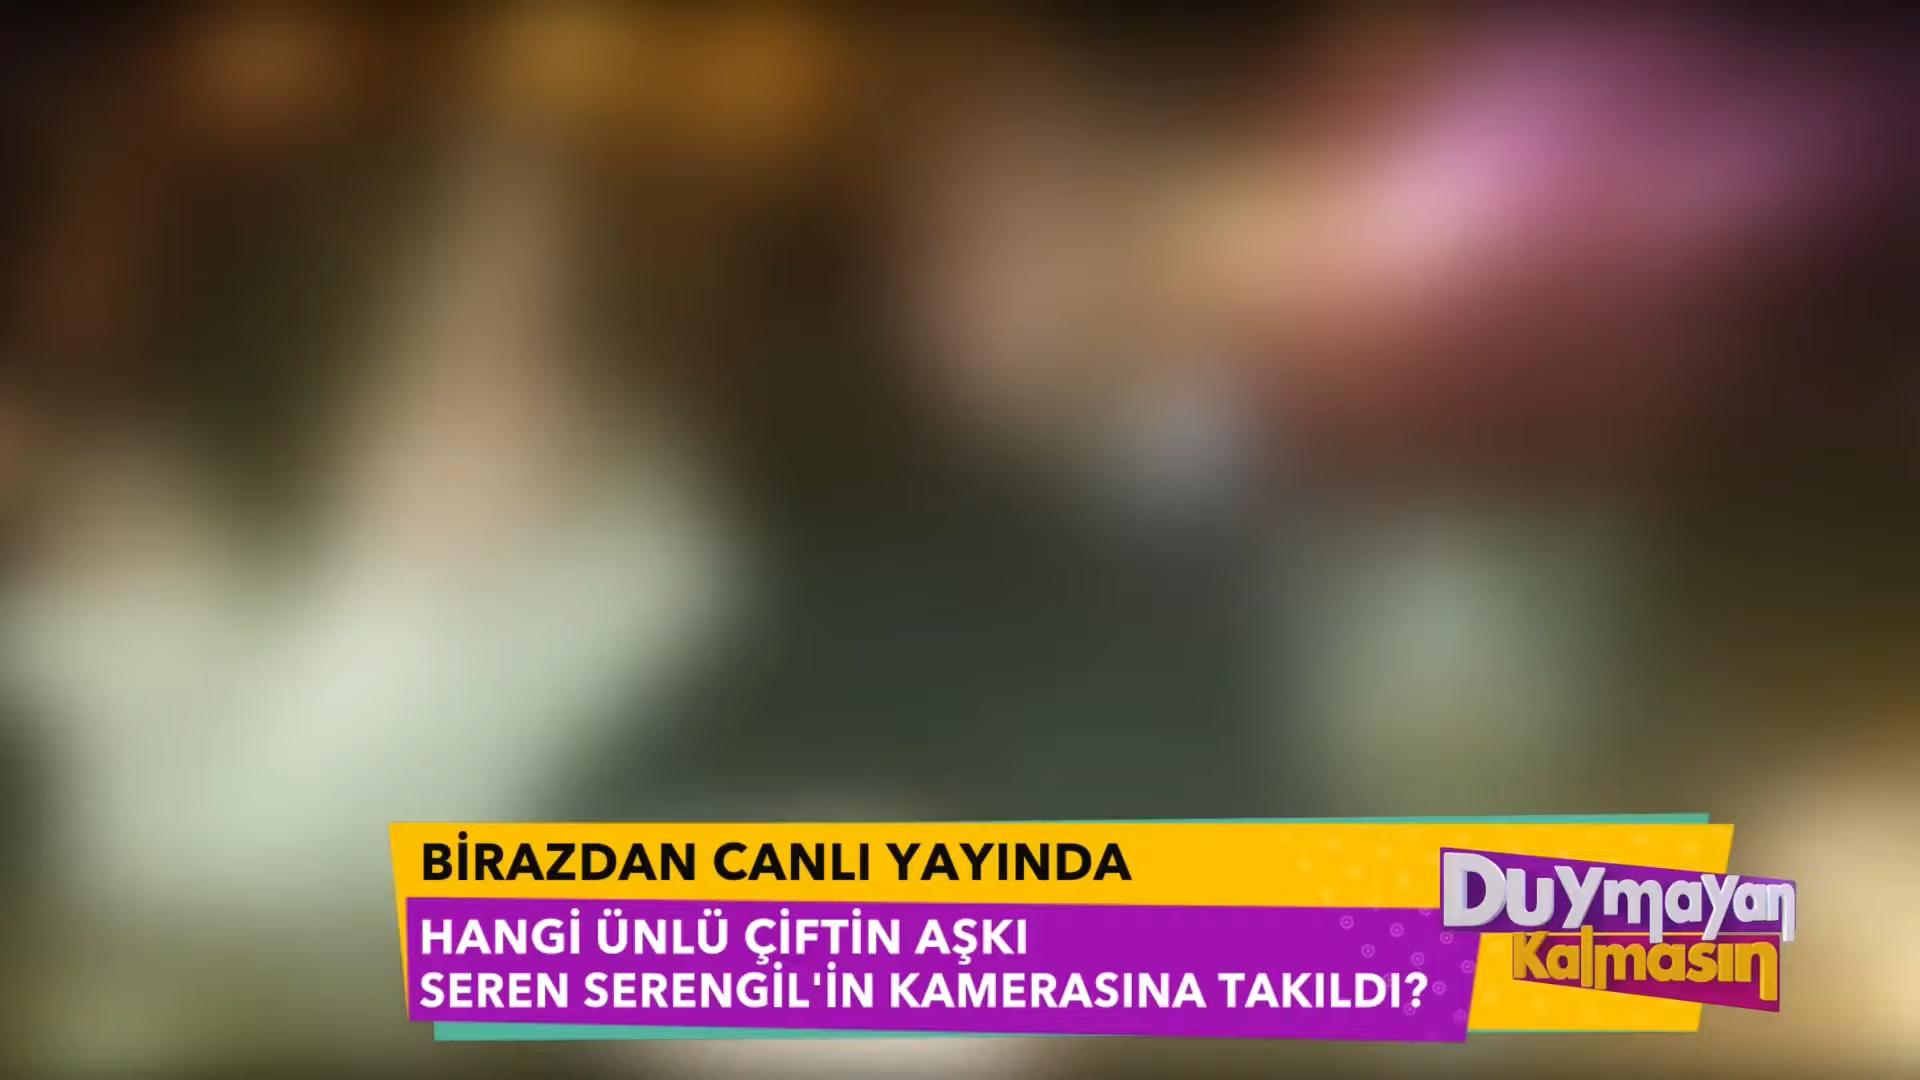 BİRAZDAN CANLI YAYINDA
HANGİ ÜNLÜ ÇİFTİN AŞKI
SEREN SERENGİL'İN KAMERASINA TAKILDI?
Duymayan
Kalmasın